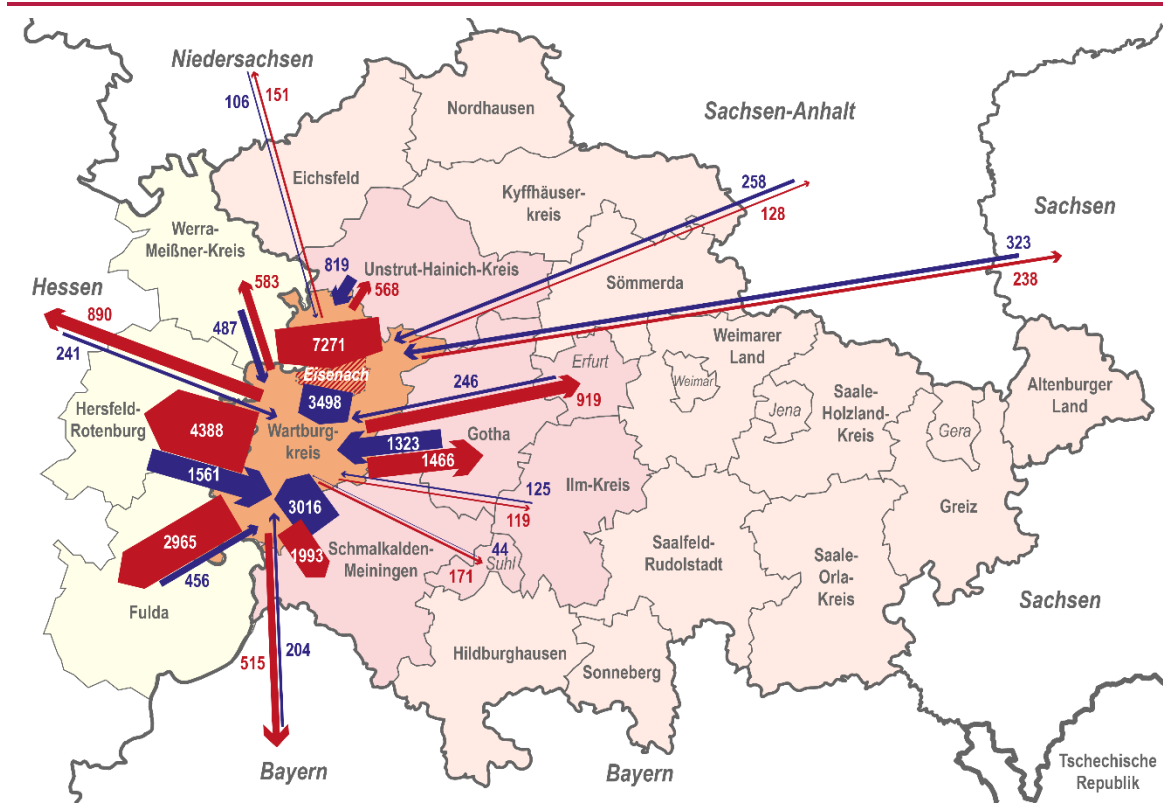 Niedersachsen
106
151
Nordhausen
Sachsen-Anhalt
Eichsfeld
Kyffhäuser-
kreis
258
128
Sachsen
323
238
Werra-
Meißner-Kreis
819
Unstrut-Hainich-Kreis
568
Sömmerda
Hessen
890
583
487
241
7271
Weimarer
Land
Eisenach
Erfurt
Weimar
246
919
3498
Saale-
Holzland-
Kreis
Jena
Gera
Altenburger
Land
Hersfeld-
Rotenburg
4388
Wartburg-
kreis
1323
Gotha
1466
1561
125
119
Ilm-Kreis
Greiz
3016
2965
1993
Schmalkalden-
Meiningen
44
Suhl
171
Saalfeld-
Rudolstadt
Saale-
Orla-
Kreis
456
Fulda
Sachsen
204
515
Hildburghausen
Sonneberg
Bayern
Bayern
Tschechische
Republik